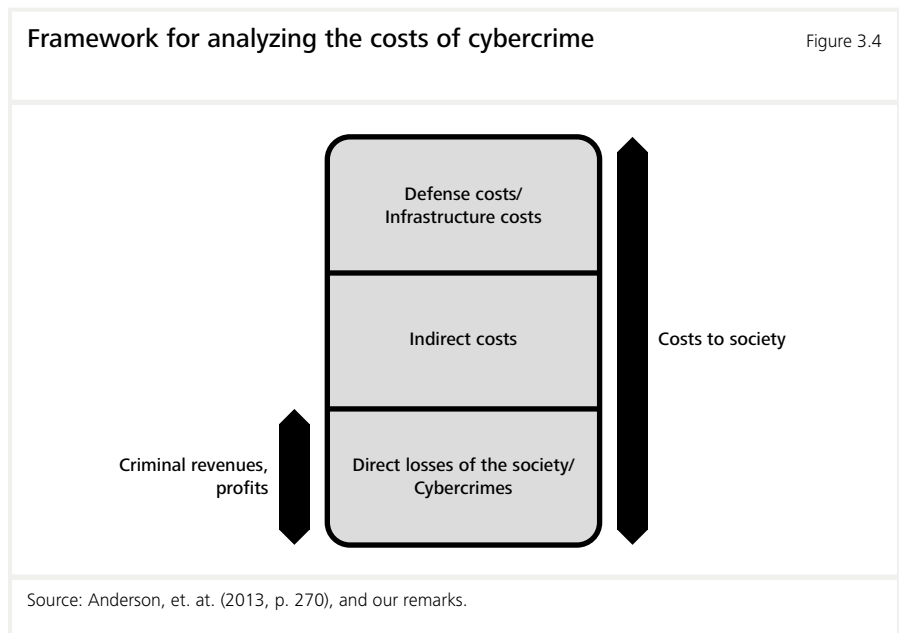 Framework for analyzing the costs of cybercrime
Figure 3.4
Defense costs/
Infrastructure costs
Indirect costs
Costs to society
Criminal revenues,
profits
Direct losses of the society/
Cybercrimes
Source: Anderson, et. at. (2013, p. 270), and our remarks.